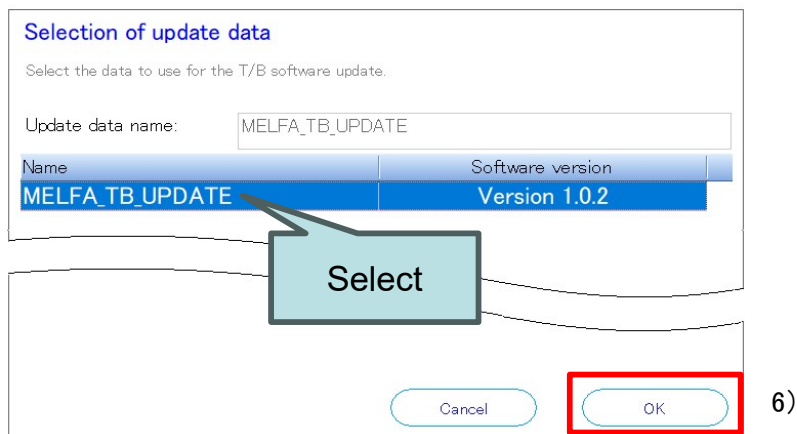 Selection of update data
Select the data to use for the T/B software update.
Update data name: MELFA_TB_UPDATE
Name Software version
MELFA_TB_UPDATE Version 1.0.2
Select
Cancel OK 6)